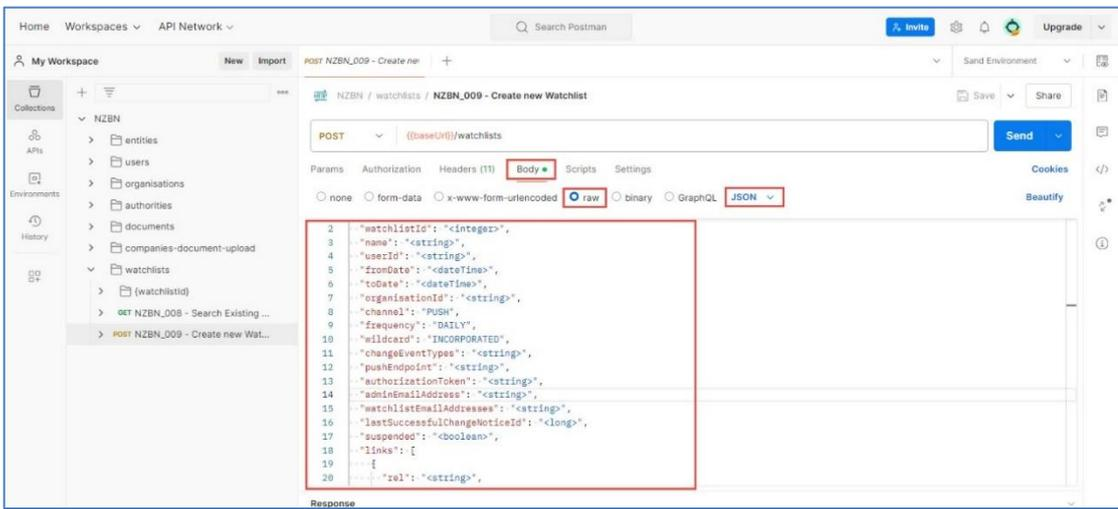 Home Workspaces API Network Search Postman Invite Upgrade
My Workspace New Import POST NZBN_009 - Create ne Sand Environment
Collections
APIs
Environments
History
NZBN
entities
users
organisations
authorities
documents
companies-document-upload
watchlists
{watchlistId}
GET NZBN_008 - Search Existing ...
POST NZBN_009 - Create new Wat...
NZBN / watchlists / NZBN_009 - Create new Watchlist Save Share
POST {{baseUrl}}/watchlists Send
Params Authorization Headers (11) Body Scripts Settings Cookies
none form-data x-www-form-urlencoded raw binary GraphQL JSON Beautify
2 "watchlistId": "<integer>",
3 "name": "<string>",
4 "userId": "<string>",
5 "fromDate": "<dateTime>",
6 "toDate": "<dateTime>",
7 "organisationId": "<string>",
8 "channel": "PUSH",
9 "frequency": "DAILY",
10 "wildcard": "INCORPORATED",
11 "changeEventTypes": "<string>",
12 "pushEndpoint": "<string>",
13 "authorizationToken": "<string>",
14 "adminEmailAddress": "<string>",
15 "watchlistEmailAddresses": "<string>",
16 "lastSuccessfulChangeNoticeId": "<long>",
17 "suspended": "<boolean>",
18 "links": [
19 {
20 "rel": "<string>",
Response